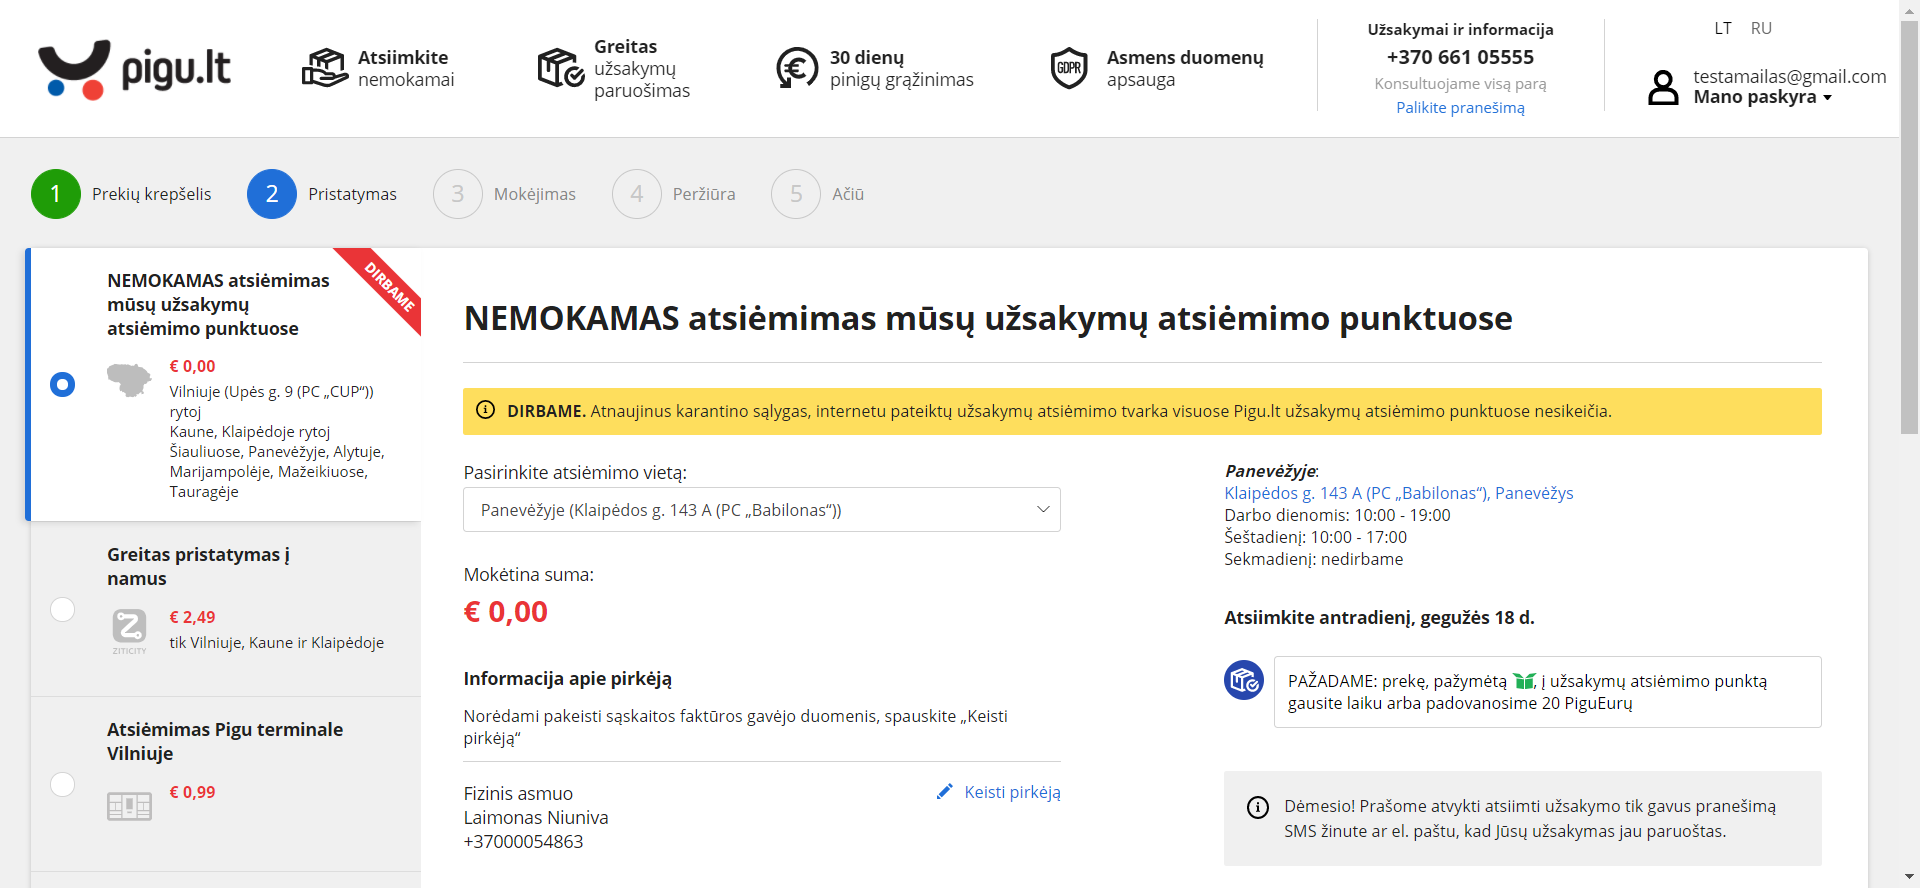 pigu.lt
Atsiimkite
nemokamai
Greitas
užsakymų
paruošimas
30 dienų
pinigų grąžinimas
GDPR
Asmens duomenų
apsauga
Užsakymai ir informacija
+370 661 05555
Konsultuojame visą parą
Palikite pranešimą
LT RU
testamailas@gmail.com
Mano paskyra
1 Prekių krepšelis
2 Pristatymas
3 Mokėjimas
4 Peržiūra
5 Ačiū
NEMOKAMAS atsiėmimas
mūsų užsakymų
atsiėmimo punktuose
DIRBAME
€ 0,00
Vilniuje (Upės g. 9 (PC „CUP“))
rytoj
Kaune, Klaipėdoje rytoj
Šiauliuose, Panevėžyje, Alytuje,
Marijampolėje, Mažeikiuose,
Tauragėje
Greitas pristatymas į
namus
ZITICITY
€ 2,49
tik Vilniuje, Kaune ir Klaipėdoje
Atsiėmimas Pigu terminale
Vilniuje
€ 0,99
NEMOKAMAS atsiėmimas mūsų užsakymų atsiėmimo punktuose
DIRBAME. Atnaujinus karantino sąlygas, internetu pateiktų užsakymų atsiėmimo tvarka visuose Pigu.lt užsakymų atsiėmimo punktuose nesikeičia.
Pasirinkite atsiėmimo vietą:
Panevėžyje (Klaipėdos g. 143 A (PC „Babilonas“))
Mokėtina suma:
€ 0,00
Informacija apie pirkėją
Norėdami pakeisti sąskaitos faktūros gavėjo duomenis, spauskite „Keisti
pirkėją“
Fizinis asmuo
Laimonas Niuniva
+37000054863
Keisti pirkėją
Panevėžyje:
Klaipėdos g. 143 A (PC „Babilonas“), Panevėžys
Darbo dienomis: 10:00 - 19:00
Šeštadienį: 10:00 - 17:00
Sekmadienį: nedirbame
Atsiimkite antradienį, gegužės 18 d.
PAŽADAME: prekę, pažymėtą , į užsakymų atsiėmimo punktą
gausite laiku arba padovanosime 20 PiguEurų
Dėmesio! Prašome atvykti atsiimti užsakymo tik gavus pranešimą
SMS žinute ar el. paštu, kad Jūsų užsakymas jau paruoštas.